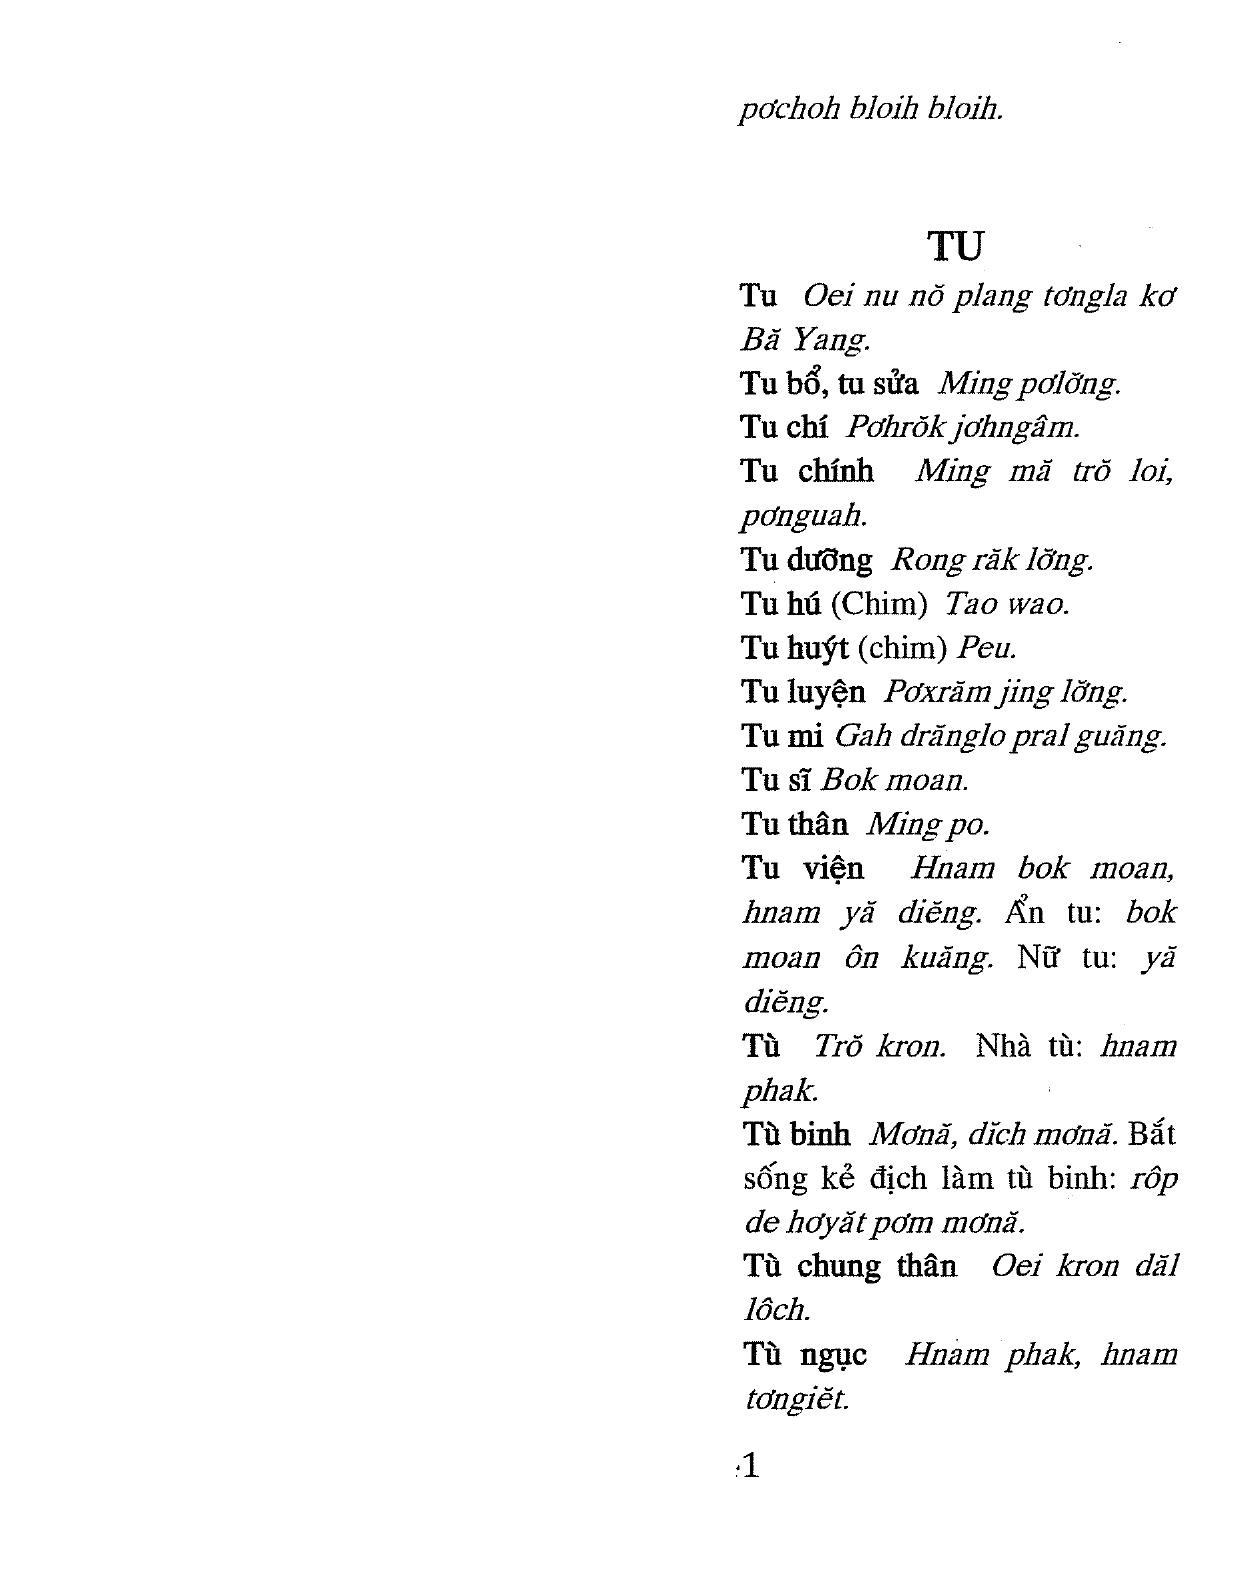 pơchoh bloih bloih.
TU
Tu Oei nu nŏ plang tơngla kơ
Bă Yang.
Tu bổ, tu sửa Ming pơlơ̆ng.
Tu chí Pơhrŏk jơhngâm.
Tu chính Ming mă trŏ loi,
pơnguah.
Tu dưỡng Rong răk lơ̆ng.
Tu hú (Chim) Tao wao.
Tu huýt (chim) Peu.
Tu luyện Pơxrăm jing lơ̆ng.
Tu mi Gah drănglo pral guăng.
Tu sĩ Bok moan.
Tu thân Ming po.
Tu viện Hnam bok moan,
hnam yă diĕng. Ẩn tu: bok
moan ôn kuăng. Nữ tu: yă
diĕng.
Tù Trŏ kron. Nhà tù: hnam
phak.
Tù binh Mơnă, dĭch mơnă. Bắt
sống kẻ địch làm tù binh: rôp
de hơyăt pơm mơnă.
Tù chung thân Oei kron dăl
lôch.
Tù ngục Hnam phak, hnam
tơngiĕt.
1